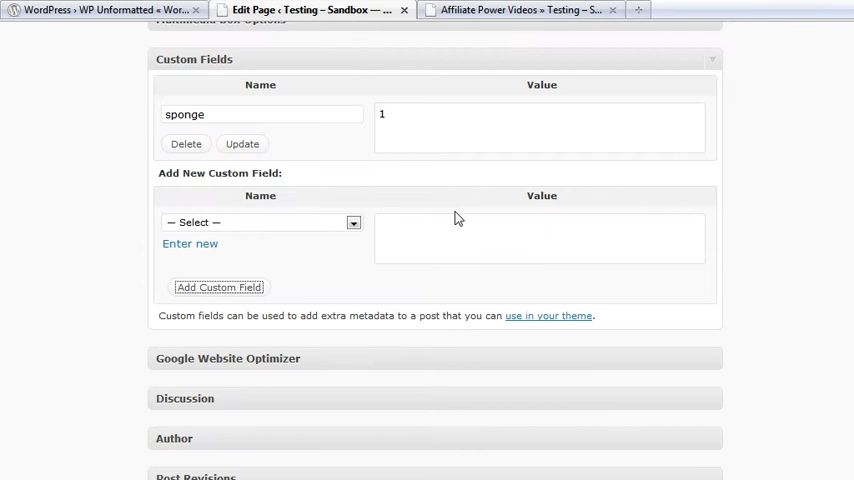 WordPress › WP Unformatted « Wor...
Edit Page ‹ Testing – Sandbox — ...
Affiliate Power Videos » Testing – S...
Multimedia Box Options
Custom Fields
Name
Value
sponge
1
Delete
Update
Add New Custom Field:
Name
Value
— Select —
Enter new
Add Custom Field
Custom fields can be used to add extra metadata to a post that you can use in your theme.
Google Website Optimizer
Discussion
Author
Post Revisions